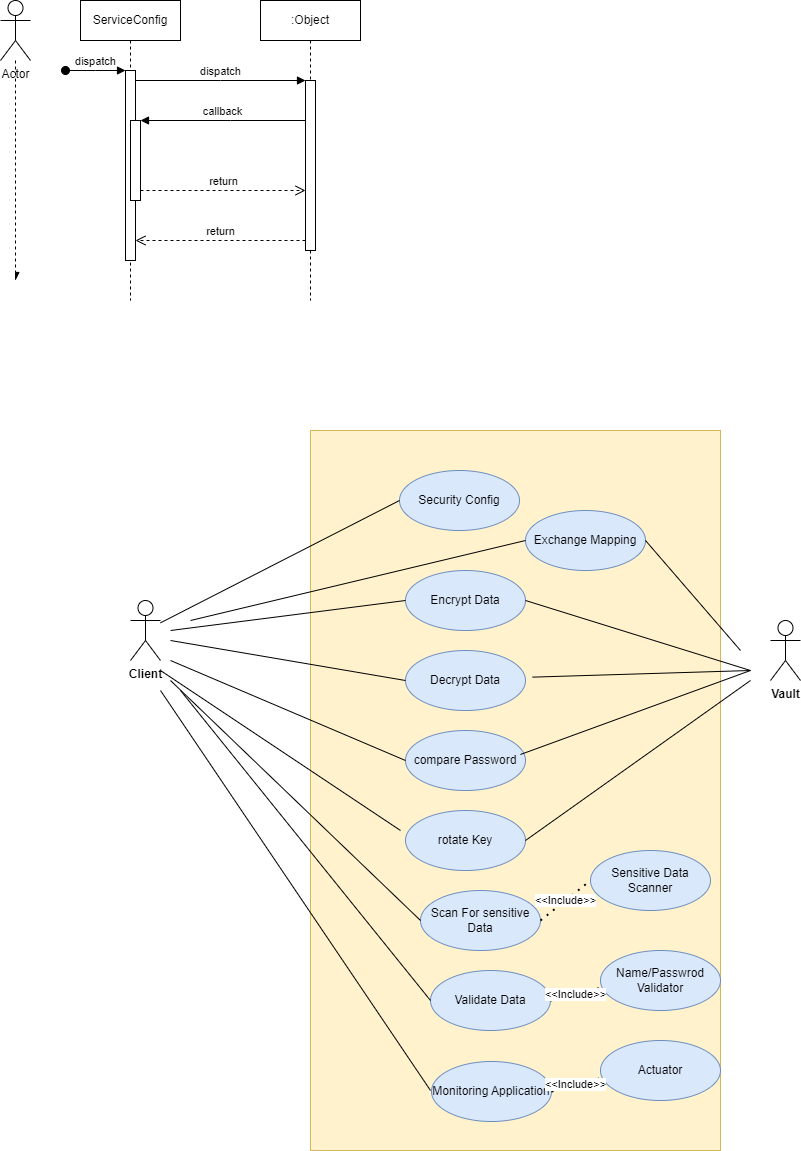 ServiceConfig
:Object
Actor
dispatch
dispatch
callback
return
return
Security Config
Exchange Mapping
Encrypt Data
Client
Decrypt Data
Vault
compare Password
rotate Key
Sensitive Data
Scanner
<<Include>>
Scan For sensitive
Data
Name/Passwrod
Validator
<<Include>>
Validate Data
Actuator
<<Include>>
Monitoring Application